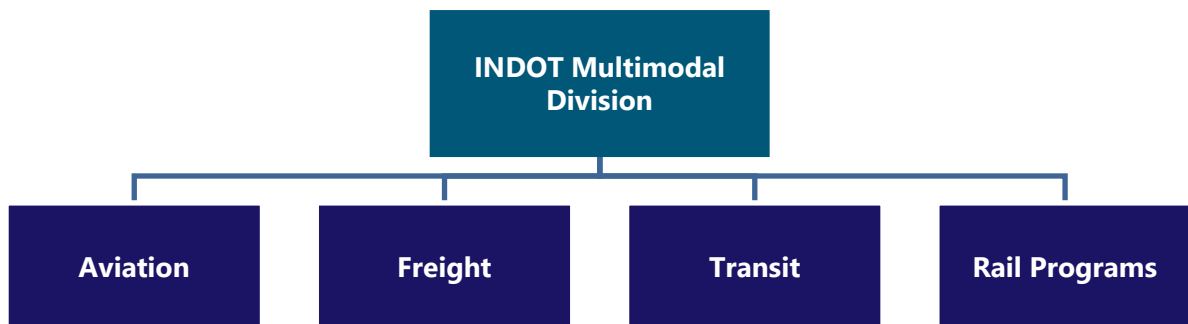 INDOT Multimodal
Division
Aviation
Freight
Transit
Rail Programs